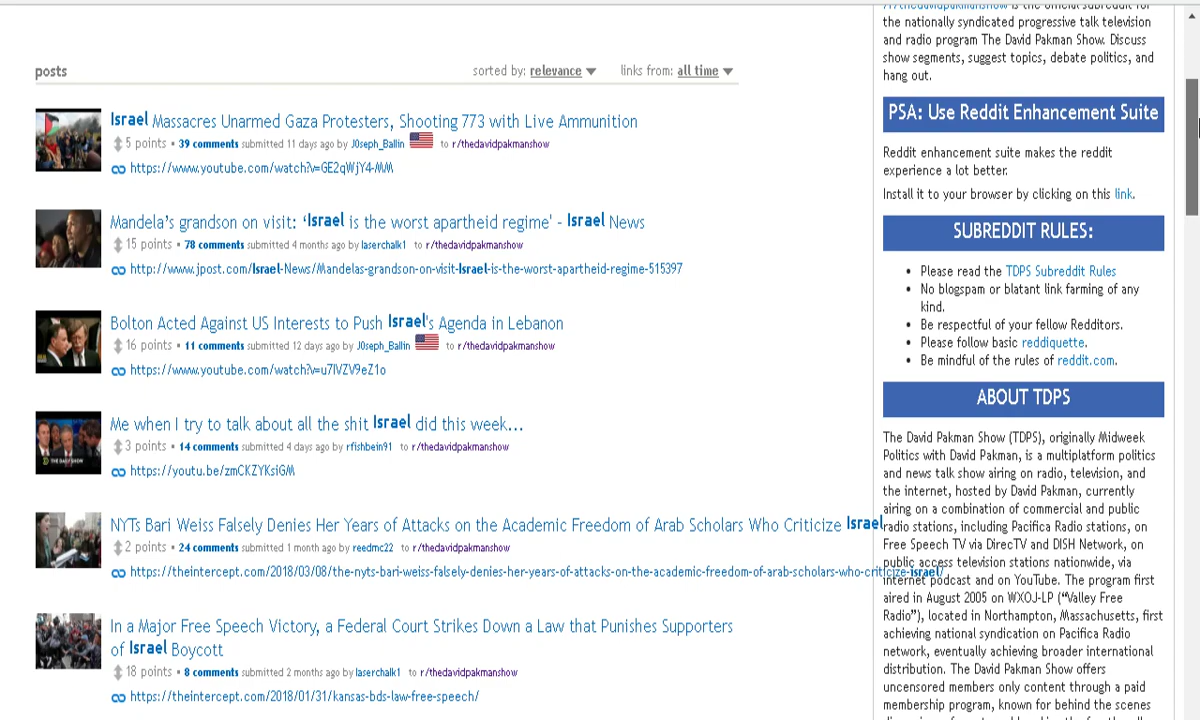 posts
sorted by: relevance
links from: all time
Israel Massacres Unarmed Gaza Protesters, Shooting 773 with Live Ammunition
5 points • 39 comments submitted 11 days ago by J0seph_Ballin to r/thedavidpakmanshow
https://www.youtube.com/watch?v=GE2qWjY4-MM
Mandela's grandson on visit: ‘Israel is the worst apartheid regime' - Israel News
15 points • 78 comments submitted 4 months ago by laserchalk1 to r/thedavidpakmanshow
http://www.jpost.com/Israel-News/Mandelas-grandson-on-visit-Israel-is-the-worst-apartheid-regime-515397
Bolton Acted Against US Interests to Push Israel's Agenda in Lebanon
16 points • 11 comments submitted 12 days ago by J0seph_Ballin to r/thedavidpakmanshow
https://www.youtube.com/watch?v=u7IVZV9eZ1o
Me when I try to talk about all the shit Israel did this week...
3 points • 14 comments submitted 4 days ago by rfishbein91 to r/thedavidpakmanshow
https://youtu.be/zmCKZYKsiGM
NYTs Bari Weiss Falsely Denies Her Years of Attacks on the Academic Freedom of Arab Scholars Who Criticize Israel
2 points • 24 comments submitted 1 month ago by reedmc22 to r/thedavidpakmanshow
https://theintercept.com/2018/03/08/the-nyts-bari-weiss-falsely-denies-her-years-of-attacks-on-the-academic-freedom-of-arab-scholars-who-criticize-israel/
In a Major Free Speech Victory, a Federal Court Strikes Down a Law that Punishes Supporters
of Israel Boycott
18 points • 8 comments submitted 2 months ago by laserchalk1 to r/thedavidpakmanshow
https://theintercept.com/2018/01/31/kansas-bds-law-free-speech/
/r/thedavidpakmanshow is the official subreddit for
the nationally syndicated progressive talk television
and radio program The David Pakman Show. Discuss
show segments, suggest topics, debate politics, and
hang out.
PSA: Use Reddit Enhancement Suite
Reddit enhancement suite makes the reddit
experience a lot better.
Install it to your browser by clicking on this link.
SUBREDDIT RULES:
• Please read the TDPS Subreddit Rules
• No blogspam or blatant link farming of any
kind.
• Be respectful of your fellow Redditors.
• Please follow basic reddiquette.
• Be mindful of the rules of reddit.com.
ABOUT TDPS
The David Pakman Show (TDPS), originally Midweek
Politics with David Pakman, is a multiplatform politics
and news talk show airing on radio, television, and
the internet, hosted by David Pakman, currently
airing on a combination of commercial and public
radio stations, including Pacifica Radio stations, on
Free Speech TV via DirecTV and DISH Network, on
public access television stations nationwide, via
internet podcast and on YouTube. The program first
aired in August 2005 on WXOJ-LP (“Valley Free
Radio”), located in Northampton, Massachusetts, first
achieving national syndication on Pacifica Radio
network, eventually achieving broader international
distribution. The David Pakman Show offers
uncensored members only content through a paid
membership program, known for behind the scenes